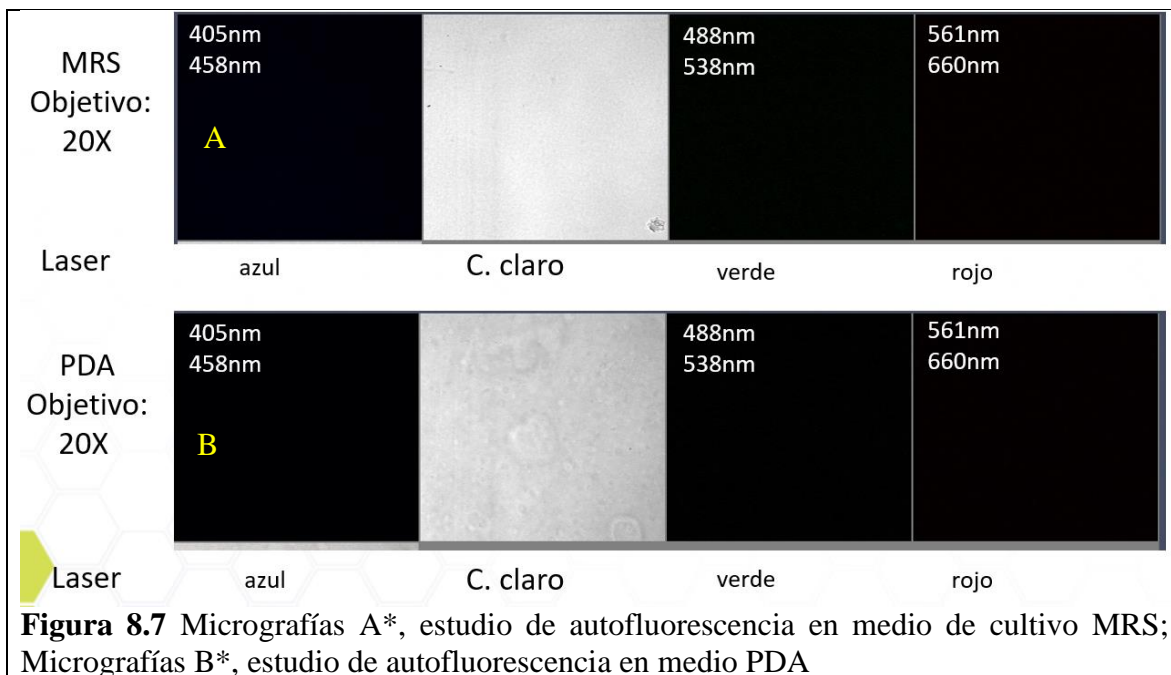 MRS
Objetivo:
20X
405nm
458nm
A
488nm
538nm
561nm
660nm
Laser
azul
C. claro
verde
rojo
PDA
Objetivo:
20X
405nm
458nm
B
488nm
538nm
561nm
660nm
Laser
azul
C. claro
verde
rojo
Figura 8.7 Micrografías A*, estudio de autofluorescencia en medio de cultivo MRS;
Micrografías B*, estudio de autofluorescencia en medio PDA